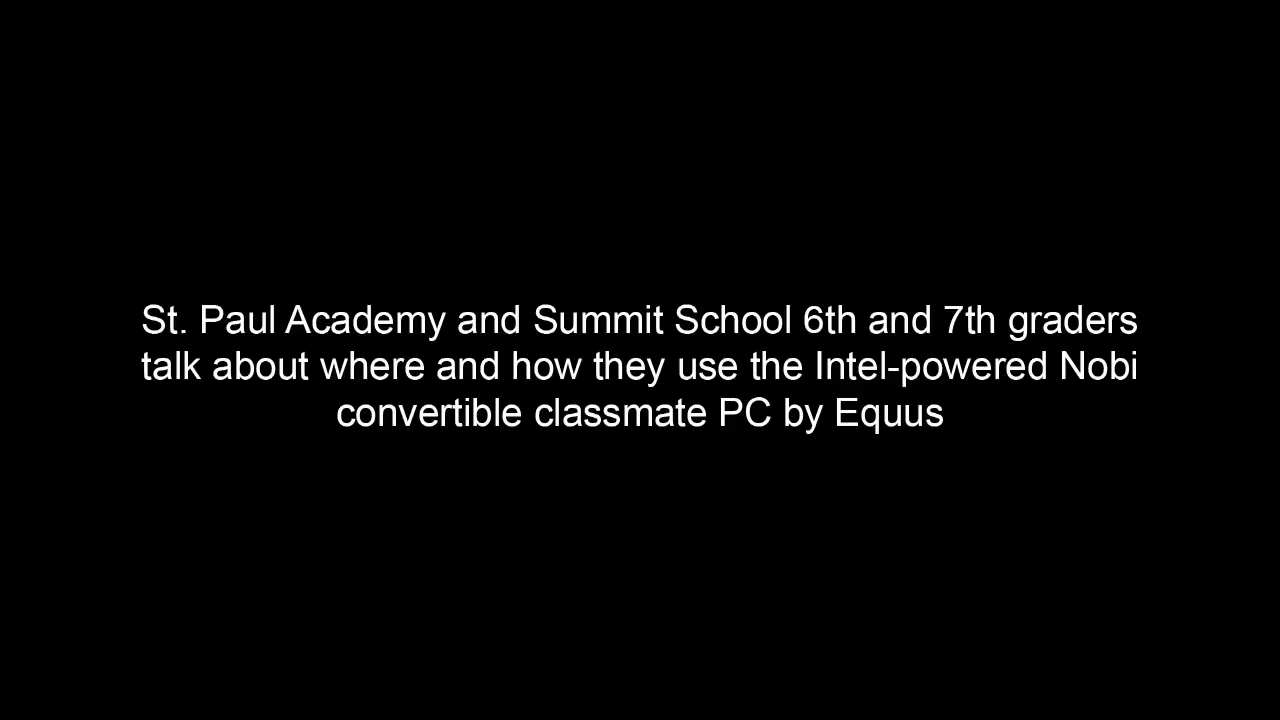 St. Paul Academy and Summit School 6th and 7th graders
talk about where and how they use the Intel-powered Nobi
convertible classmate PC by Equus